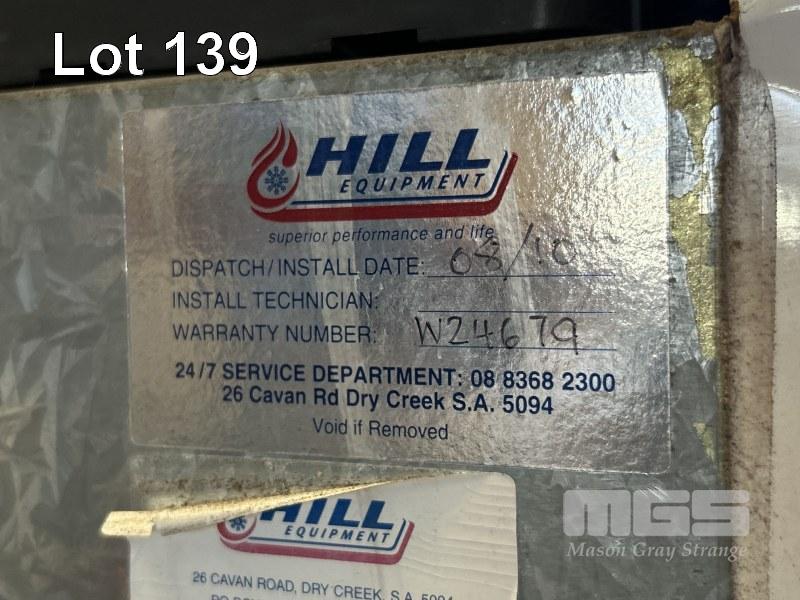 Lot 139
HILL
EQUIPMENT
superior performance and life
DISPATCH/INSTALL DATE: 08/10
INSTALL TECHNICIAN:
WARRANTY NUMBER: W24679
24/7 SERVICE DEPARTMENT: 08 8368 2300
26 Cavan Rd Dry Creek S.A. 5094
Void if Removed
HILL
EQUIPMENT
26 CAVAN ROAD, DRY CREEK, S.A. 5094
MGS
Mason Gray Strange